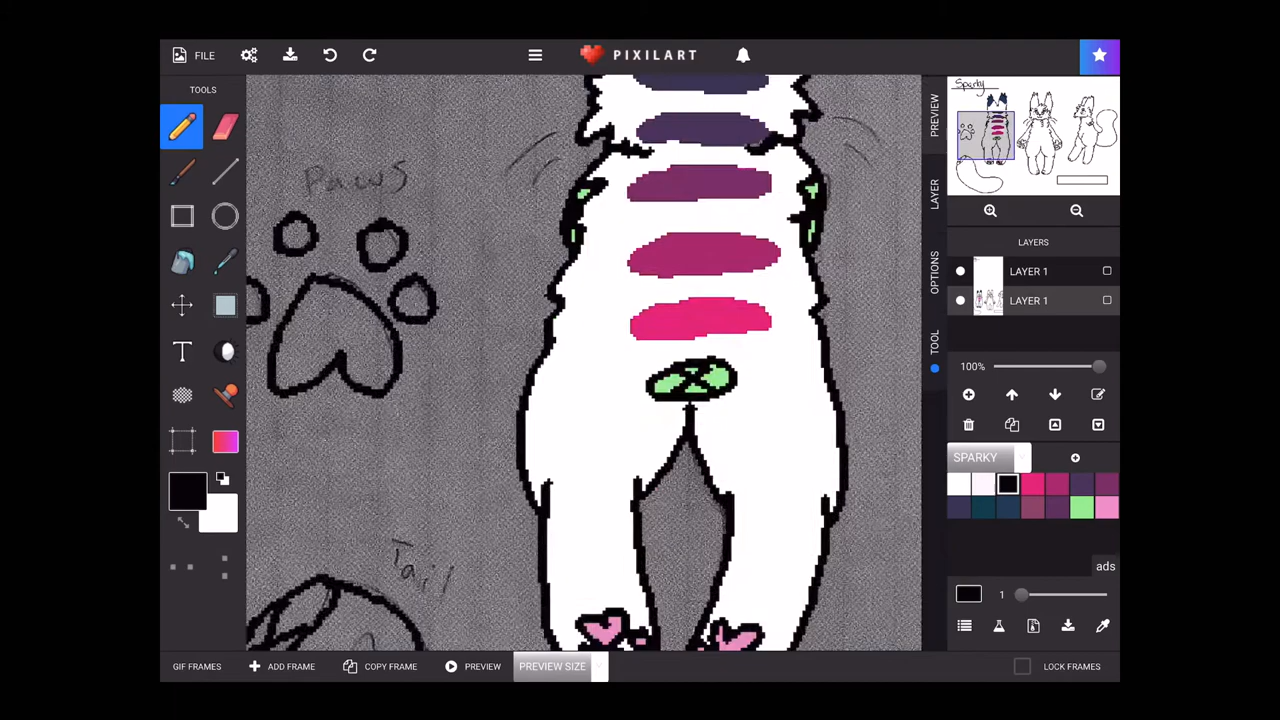 FILE
PIXILART
TOOLS
Sparky
PREVIEW
LAYER
OPTIONS
TOOL
Paws
Tail
LAYERS
LAYER 1
LAYER 1
100%
SPARKY
ads
1
GIF FRAMES
ADD FRAME
COPY FRAME
PREVIEW
PREVIEW SIZE
LOCK FRAMES